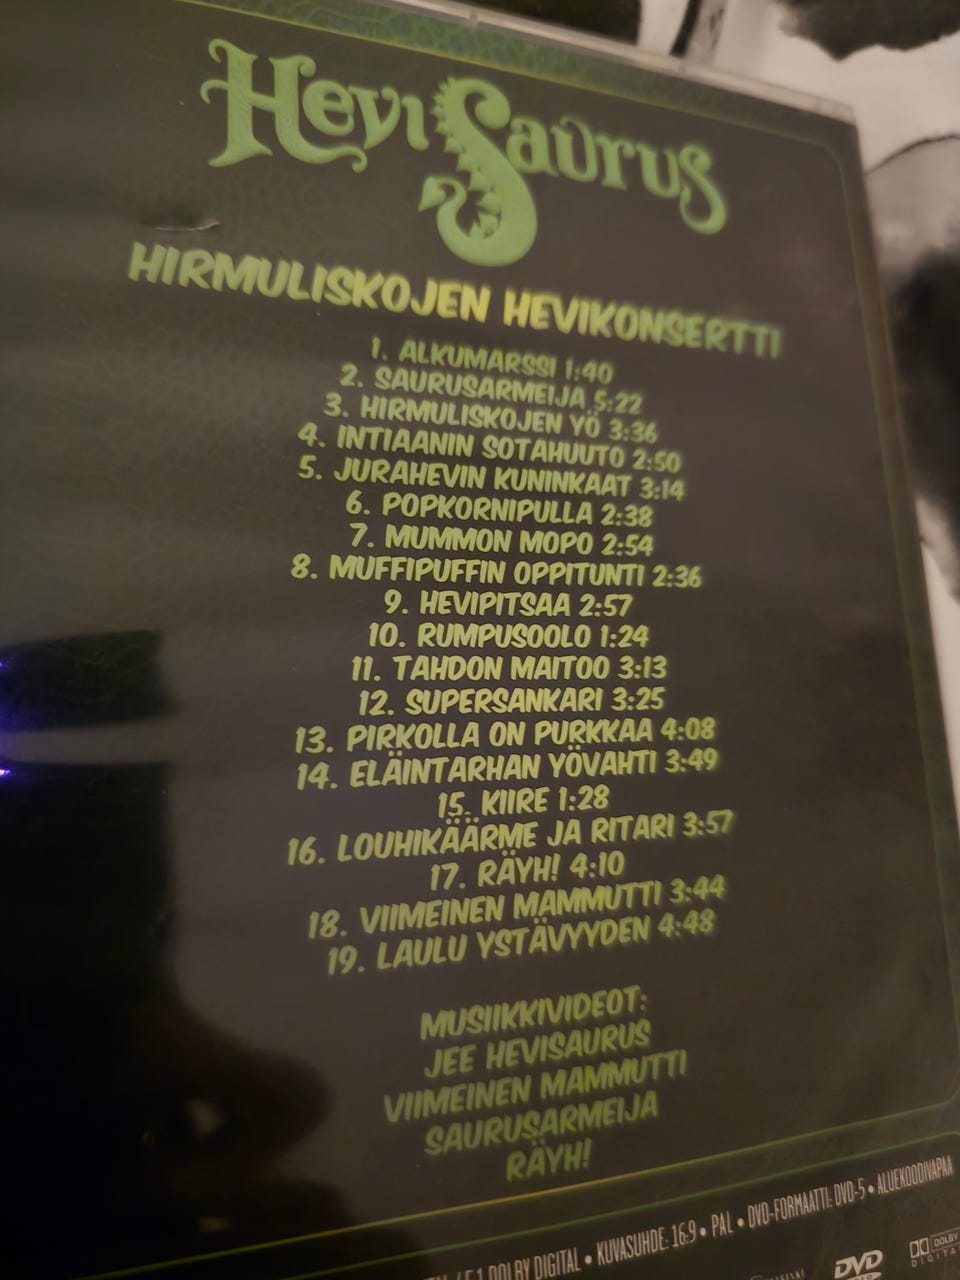 HeviSaurus
HIRMULISKOJEN HEVIKONSERTTI
1. ALKUMARSSI 1:40
2. SAURUSARMEIJA 5:22
3. HIRMULISKOJEN YÖ 3:36
4. INTIAANIN SOTAHUUTO 2:50
5. JURAHEVIN KUNINKAAT 3:14
6. POPKORNIPULLA 2:38
7. MUMMON MOPO 2:54
8. MUFFIPUFFIN OPPITUNTI 2:36
9. HEVIPITSAA 2:57
10. RUMPUSOOLO 1:24
11. TAHDON MAITOO 3:13
12. SUPERSANKARI 3:25
13. PIRKOLLA ON PURKKAA 4:08
14. ELÄINTARHAN YÖVAHTI 3:49
15. KIIRE 1:28
16. LOUHIKÄÄRME JA RITARI 3:57
17. RÄYH! 4:10
18. VIIMEINEN MAMMUTTI 3:44
19. LAULU YSTÄVYYDEN 4:48
MUSIIKKIVIDEOT:
JEE HEVISAURUS
VIIMEINEN MAMMUTTI
SAURUSARMEIJA
RÄYH!
5.1 DOLBY DIGITAL • KUVASUHDE: 16:9 • PAL • DVD-FORMAATTI: DVD-5 • ALUEKOODIVAPAA
DVD
DOLBY
DIGITAL